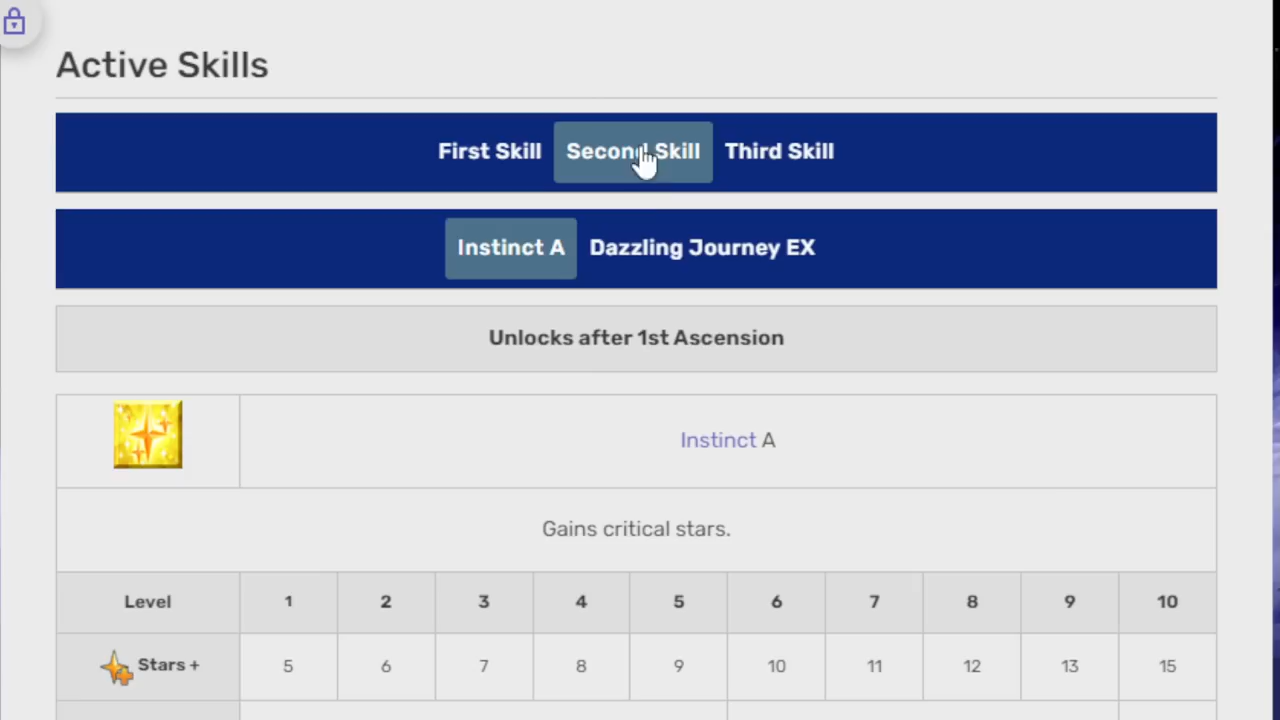 Active Skills
First Skill Second Skill Third Skill
Instinct A Dazzling Journey EX
Unlocks after 1st Ascension
Instinct A
Gains critical stars.
Level 1 2 3 4 5 6 7 8 9 10
Stars + 5 6 7 8 9 10 11 12 13 15